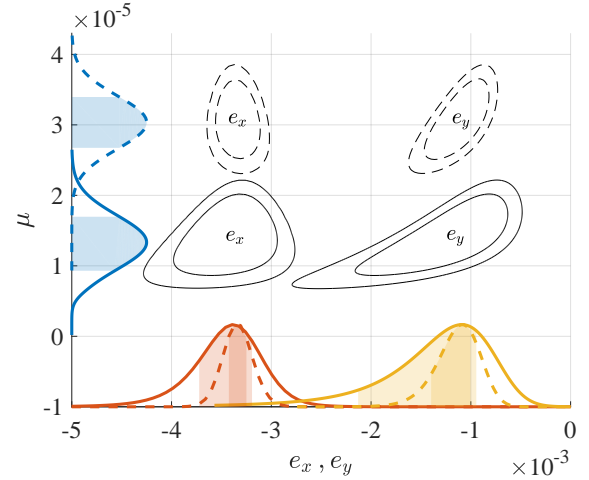 ×10⁻⁵
4
3
2
1
0
-1
μ
e_x
e_y
e_x
e_y
-5 -4 -3 -2 -1 0
e_x , e_y
×10⁻³